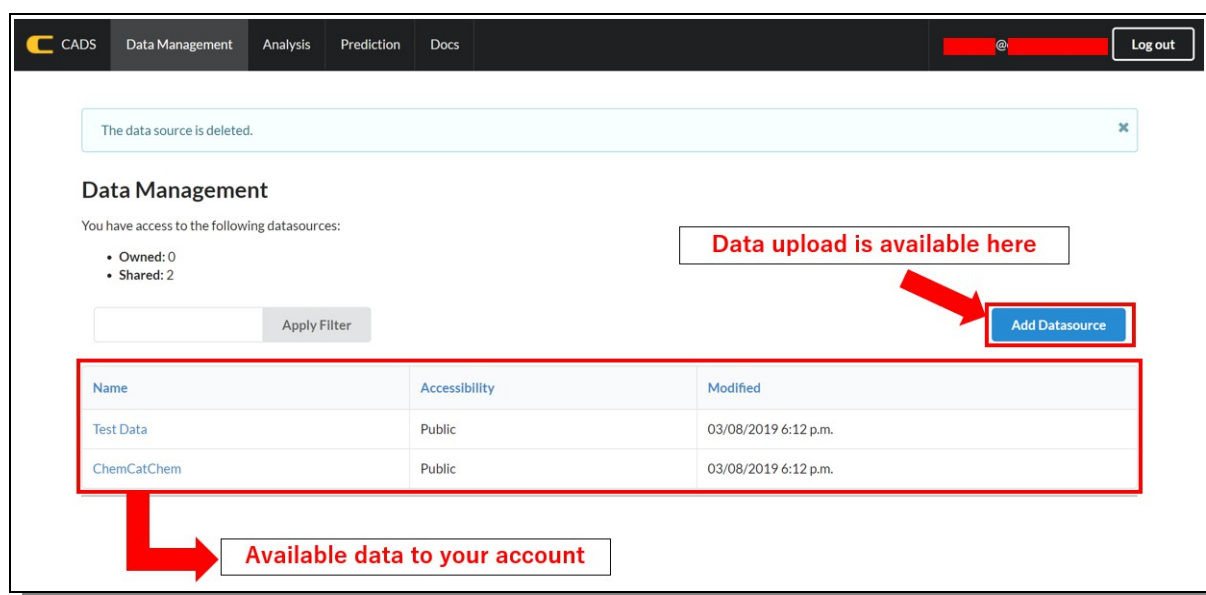 CADS Data Management Analysis Prediction Docs @ Log out
The data source is deleted. ✖
Data Management
You have access to the following datasources:
• Owned: 0
• Shared: 2
Data upload is available here
Apply Filter Add Datasource
Name Accessibility Modified
Test Data Public 03/08/2019 6:12 p.m.
ChemCatChem Public 03/08/2019 6:12 p.m.
Available data to your account